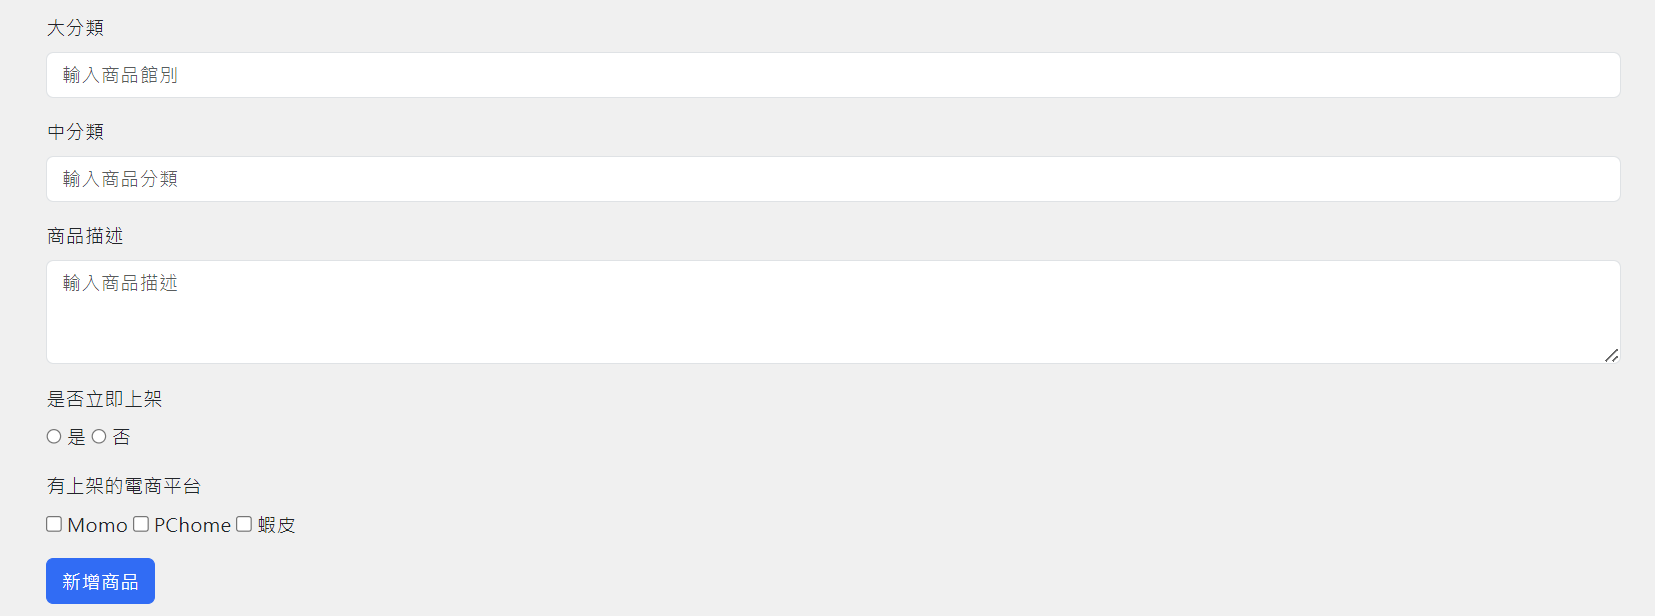 大分類
輸入商品館別
中分類
輸入商品分類
商品描述
輸入商品描述
是否立即上架
是 否
有上架的電商平台
Momo PChome 蝦皮
新增商品